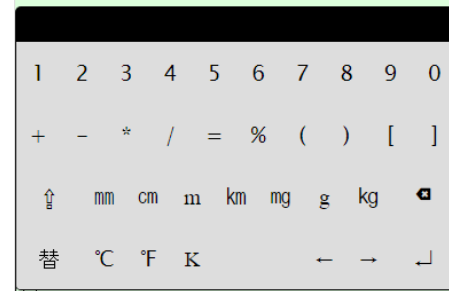 1 2 3 4 5 6 7 8 9 0
+ - * / = % ( ) [ ]
⇧ mm cm m km mg g kg ⌫
替 ℃ ℉ K ← → ↵